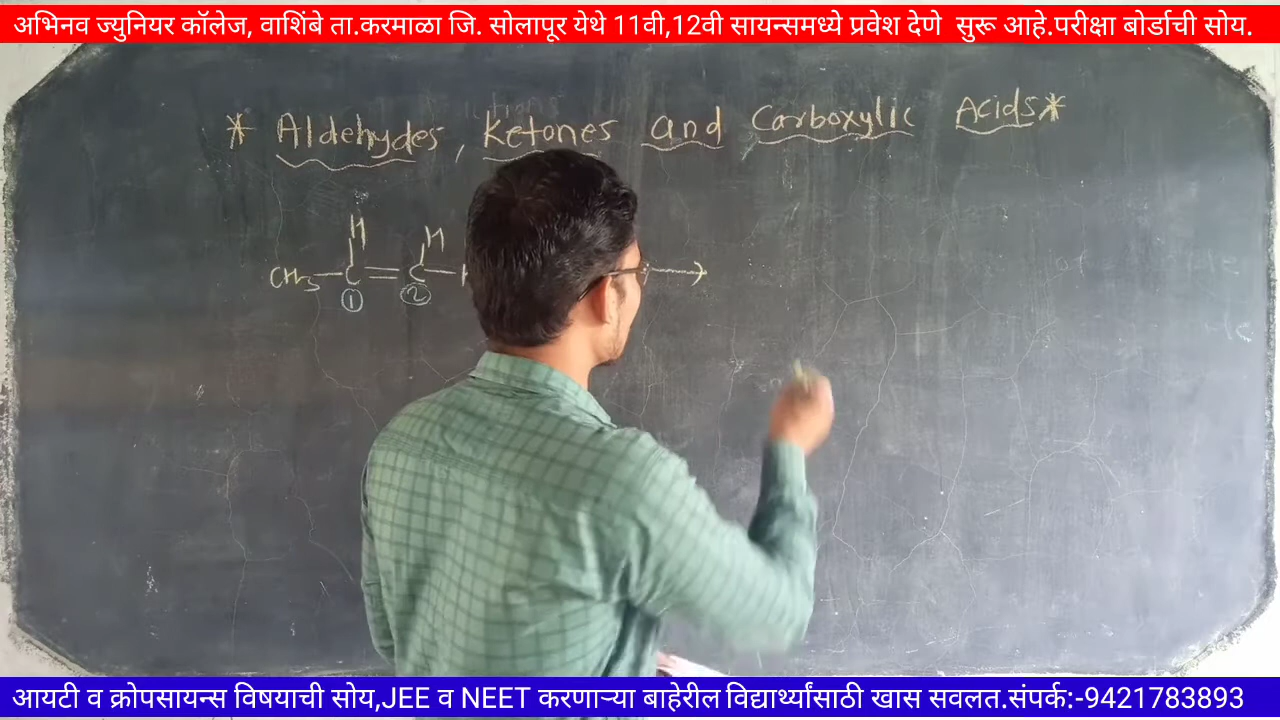 अभिनव ज्युनियर कॉलेज, वाशिंबे ता.करमाळा जि. सोलापूर येथे 11वी,12वी सायन्समध्ये प्रवेश देणे सुरू आहे.परीक्षा बोर्डाची सोय.
* Aldehydes, Ketones and Carboxylic Acids *
H H
CH3 - C = C -
→
1 2
आयटी व क्रोपसायन्स विषयाची सोय,JEE व NEET करणाऱ्या बाहेरील विद्यार्थ्यांसाठी खास सवलत.संपर्क:-9421783893